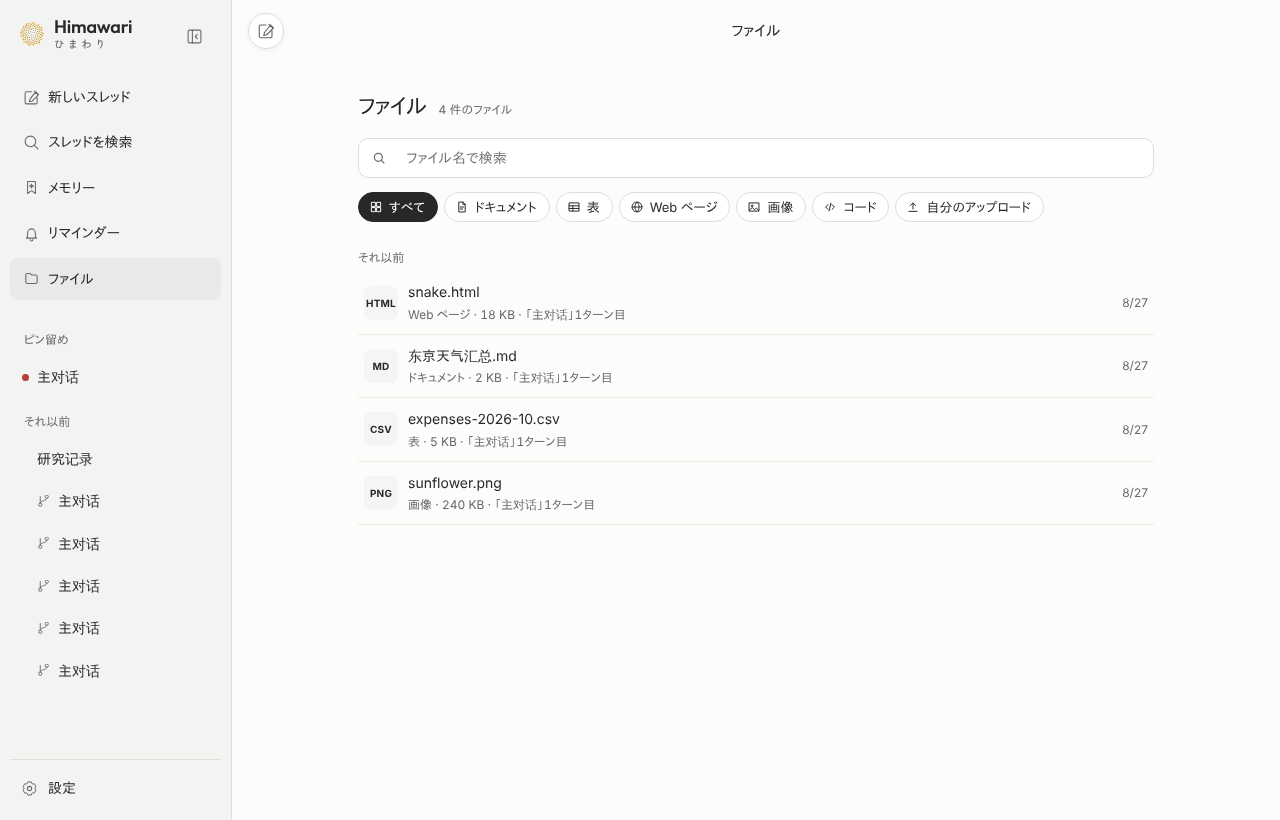 Himawari
ひまわり
新しいスレッド
スレッドを検索
メモリー
リマインダー
ファイル
ピン留め
主对话
それ以前
研究记录
主对话
主对话
主对话
主对话
主对话
設定
ファイル
ファイル 4 件のファイル
ファイル名で検索
すべて ドキュメント 表 Web ページ 画像 コード 自分のアップロード
それ以前
HTML snake.html 8/27
Web ページ · 18 KB · 「主对话」1ターン目
MD 东京天气汇总.md 8/27
ドキュメント · 2 KB · 「主对话」1ターン目
CSV expenses-2026-10.csv 8/27
表 · 5 KB · 「主对话」1ターン目
PNG sunflower.png 8/27
画像 · 240 KB · 「主对话」1ターン目